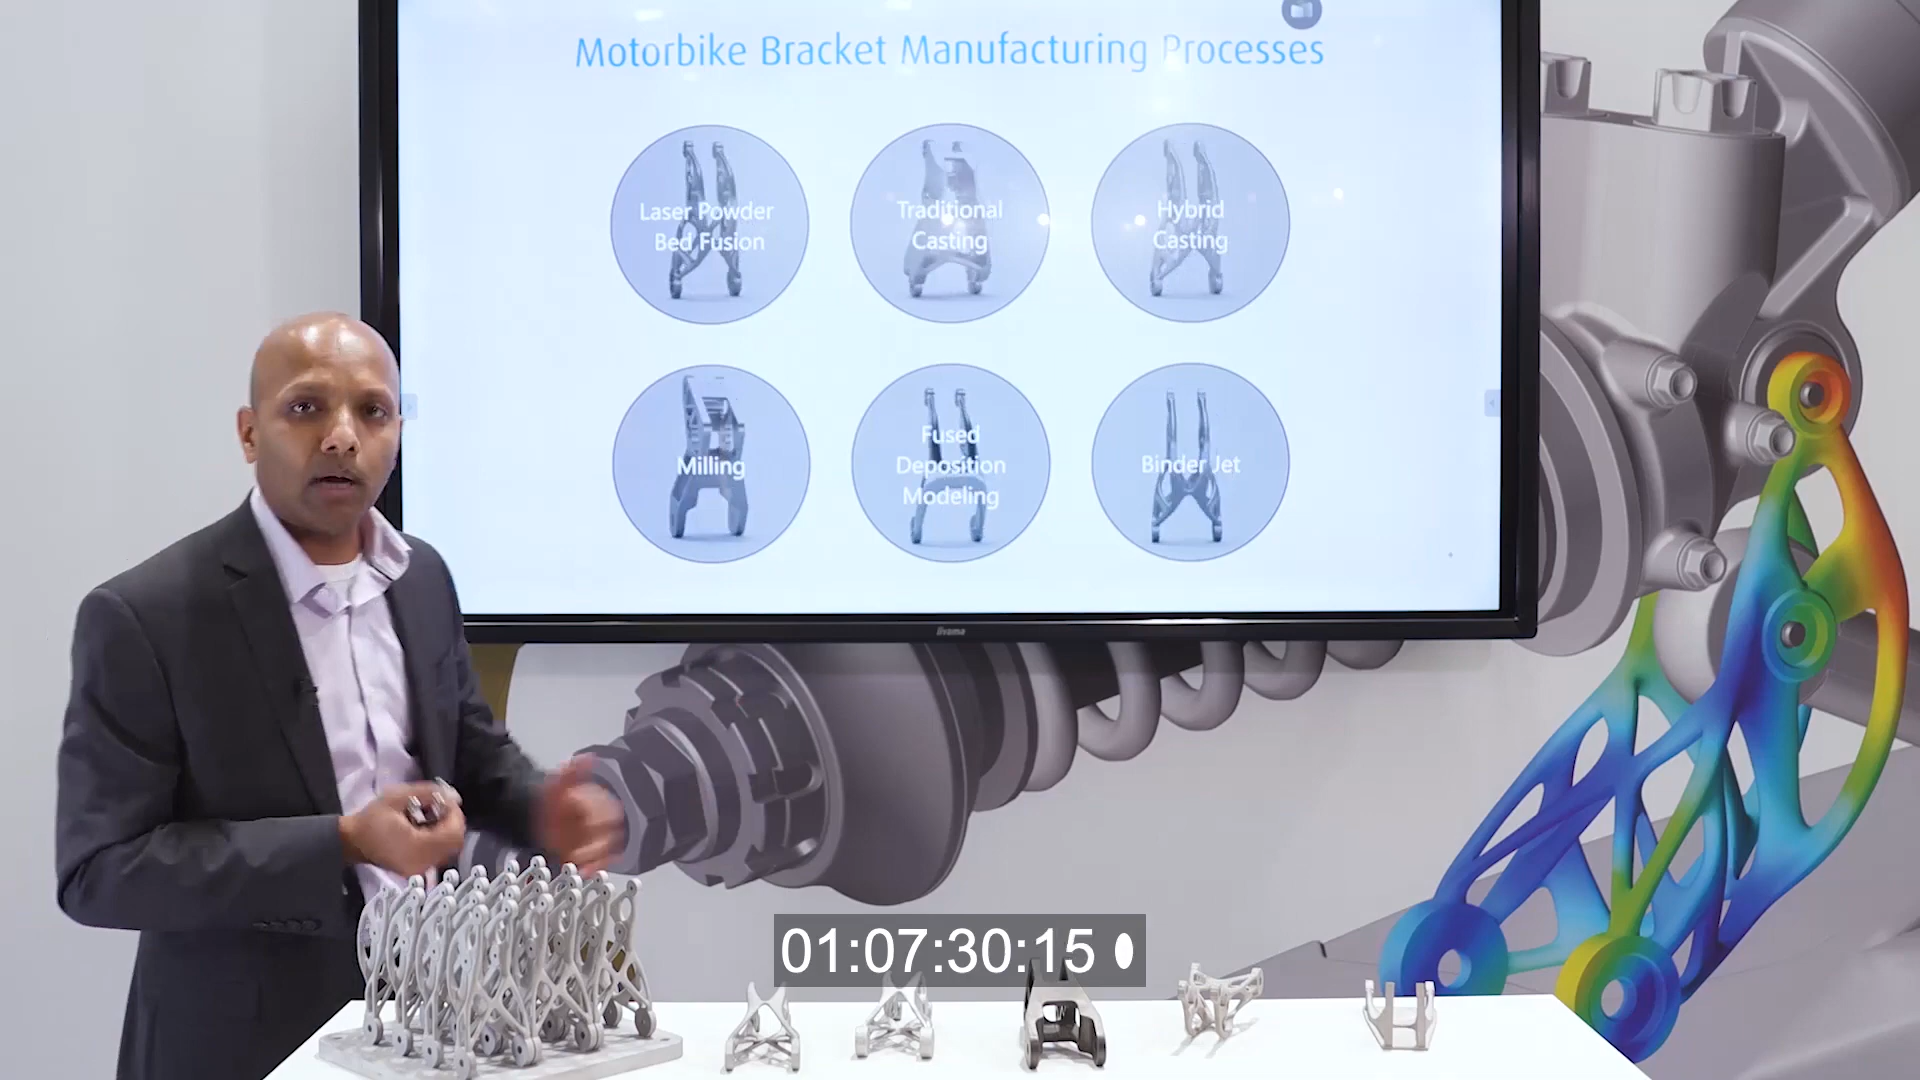 Motorbike Bracket Manufacturing Processes
Laser Powder
Bed Fusion
Traditional
Casting
Hybrid
Casting
Milling
Fused
Deposition
Modeling
Binder Jet
iiyama
01:07:30:15